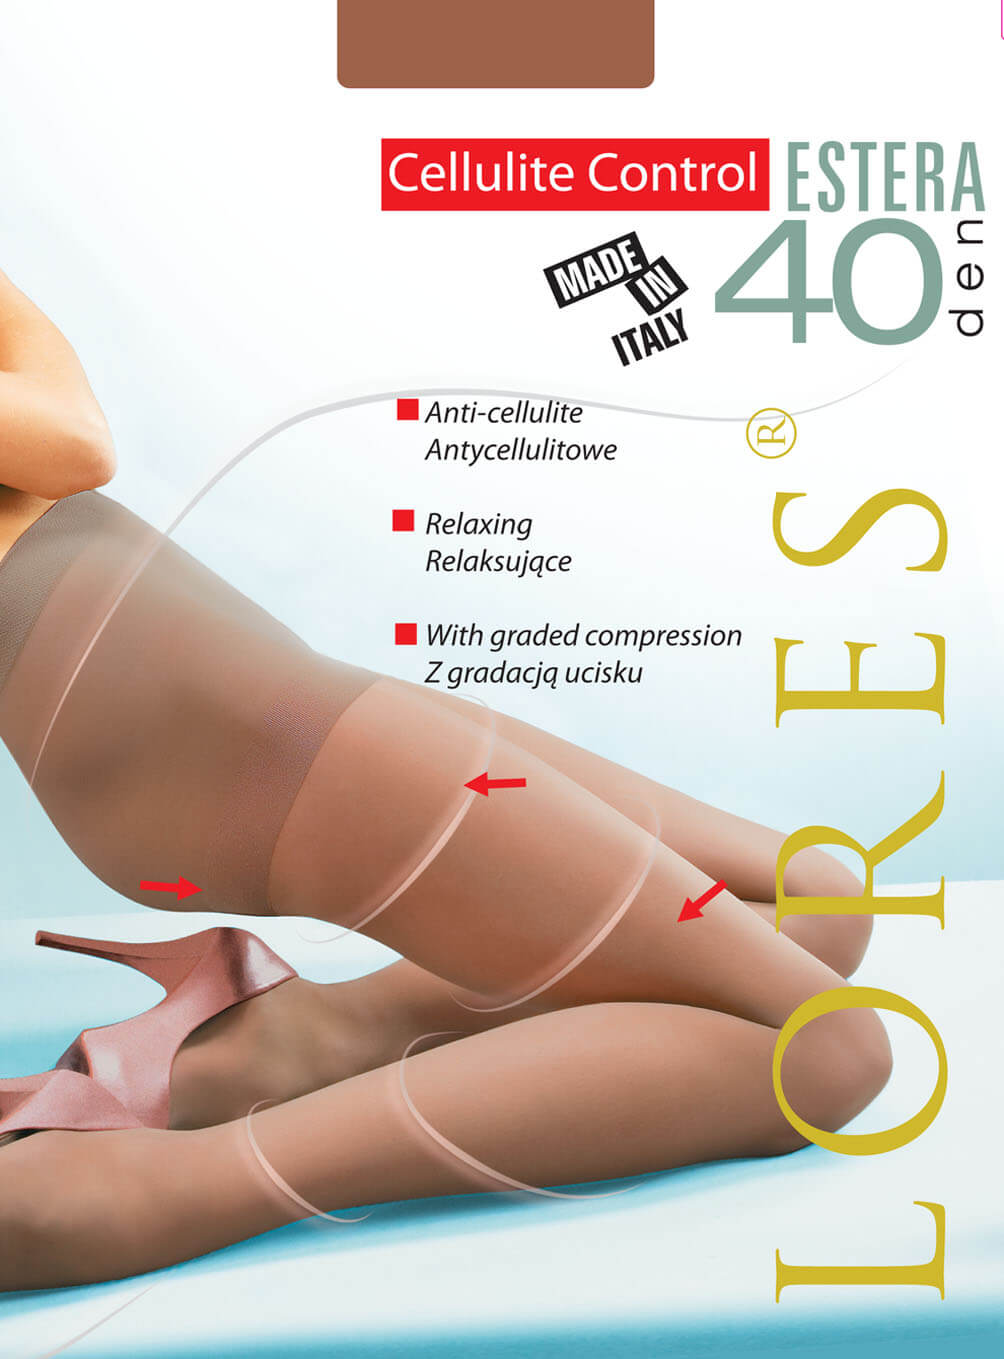 Cellulite Control
ESTERA
40
den
MADE
IN
ITALY
Anti-cellulite
Antycellulitowe
Relaxing
Relaksujące
With graded compression
Z gradacją ucisku
LORES®